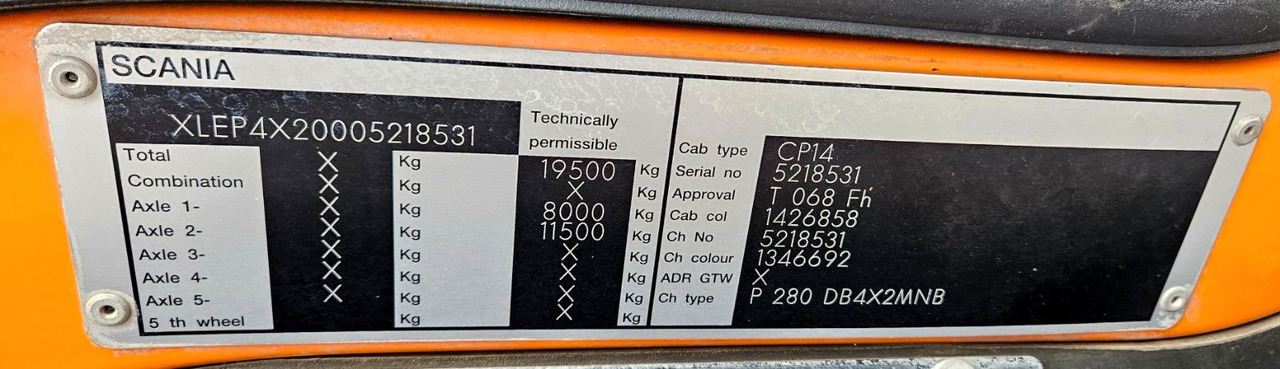 SCANIA
XLEP4X20005218531
Technically
permissible
Total X Kg 19500 Kg
Combination X Kg X Kg
Axle 1- X Kg 8000 Kg
Axle 2- X Kg 11500 Kg
Axle 3- X Kg X Kg
Axle 4- X Kg X Kg
Axle 5- X Kg X Kg
5 th wheel Kg X Kg
Cab type CP14
Serial no 5218531
Approval T 068 Fh
Cab col 1426858
Ch No 5218531
Ch colour 1346692
ADR GTW X
Ch type P 280 DB4X2MNB